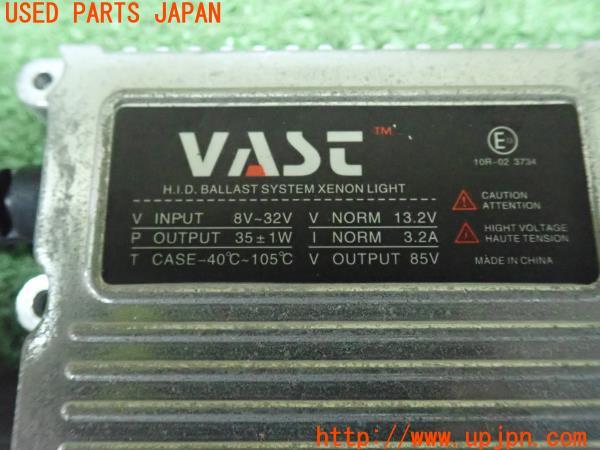 USED PARTS JAPAN
VAST™
H.I.D. BALLAST SYSTEM XENON LIGHT
V INPUT 8V~32V V NORM 13.2V
P OUTPUT 35±1W I NORM 3.2A
T CASE-40℃~105℃ V OUTPUT 85V
E
10R-02 3734
CAUTION
ATTENTION
HIGHT VOLTAGE
HAUTE TENSION
MADE IN CHINA
http://www.upjpn.com/